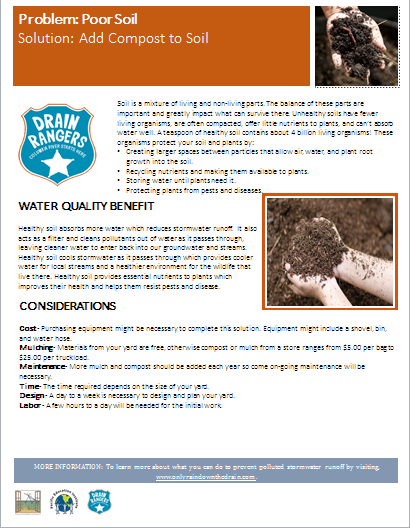 Problem: Poor Soil
Solution: Add Compost to Soil
Soil is a mixture of living and non-living parts. The balance of these parts are
important and greatly impact what can survive there. Unhealthy soils have fewer
living organisms, are often compacted, offer little nutrients to plants, and can't absorb
water well. A teaspoon of healthy soil contains about 4 billion living organisms! These
organisms protect your soil and plants by:
• Creating larger spaces between particles that allow air, water, and plant root
growth into the soil.
• Recycling nutrients and making them available to plants.
• Storing water until plants need it.
• Protecting plants from pests and diseases.
DRAIN
RANGERS
COLUMBIA RIVER STARTS HERE
WATER QUALITY BENEFIT
Healthy soil absorbs more water which reduces stormwater runoff. It also
acts as a filter and cleans pollutants out of water as it passes through,
leaving cleaner water to enter back into our groundwater and streams.
Healthy soil cools stormwater as it passes through which provides cooler
water for local streams and a healthier environment for the wildlife that
live there. Healthy soil provides essential nutrients to plants which
improves their health and helps them resist pests and disease.
CONSIDERATIONS
Cost- Purchasing equipment might be necessary to complete this solution. Equipment might include a shovel, bin,
and water hose.
Mulching- Materials from your yard are free, otherwise compost or mulch from a store ranges from $5.00 per bag to
$25.00 per truckload.
Maintenance- More mulch and compost should be added each year so come on-going maintenance will be
necessary.
Time- The time required depends on the size of your yard.
Design- A day to a week is necessary to design and plan your yard.
Labor- A few hours to a day will be needed for the initial work.
MORE INFORMATION: To learn more about what you can do to prevent polluted stormwater runoff by visiting,
www.onlyraindownthedrain.com.
DRAIN
RANGERS